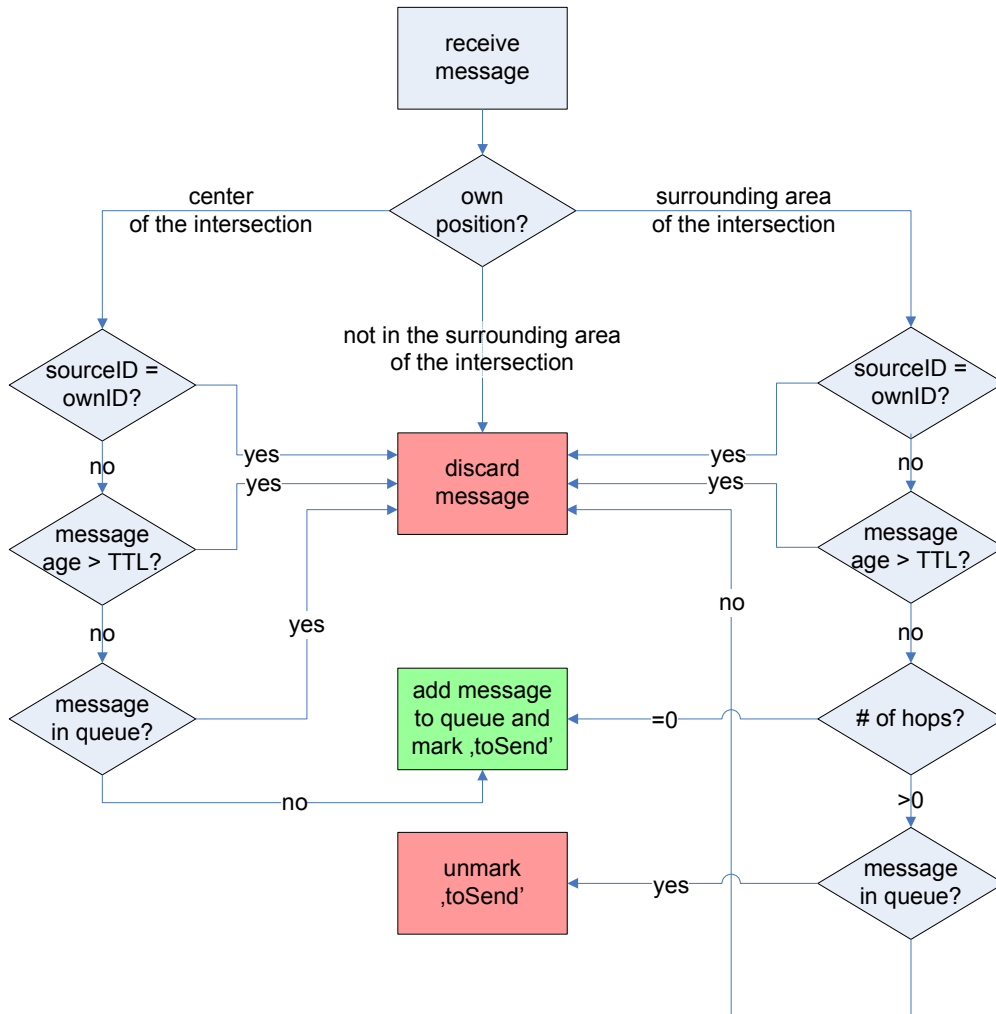 receive
message
own
position?
center
of the intersection
surrounding area
of the intersection
not in the surrounding area
of the intersection
sourceID =
ownID?
sourceID =
ownID?
yes
yes
no
no
discard
message
yes
yes
message
age > TTL?
message
age > TTL?
yes
no
no
no
message
in queue?
add message
to queue and
mark ‚toSend’
=0
# of hops?
no
>0
unmark
‚toSend’
yes
message
in queue?